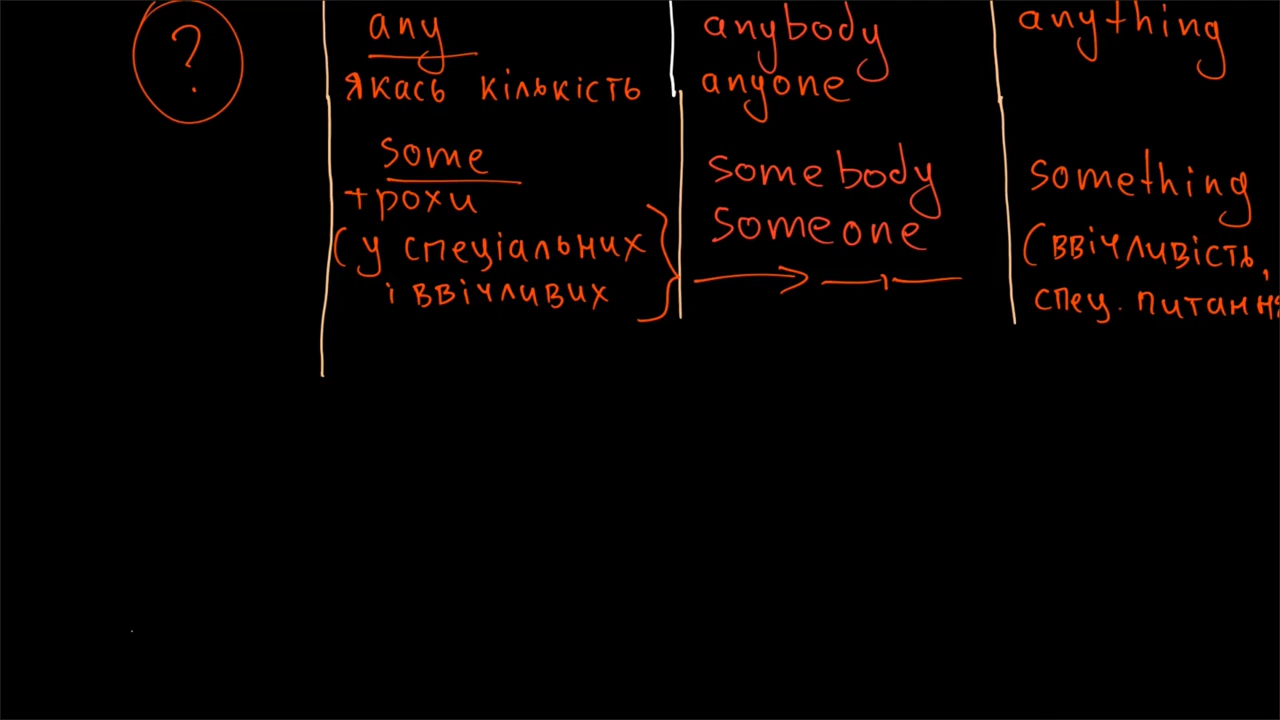 ?
any
якась кількість
some
трохи
(у спеціальних
і ввічливих
anybody
anyone
somebody
someone
anything
something
(ввічливість,
спец. питання